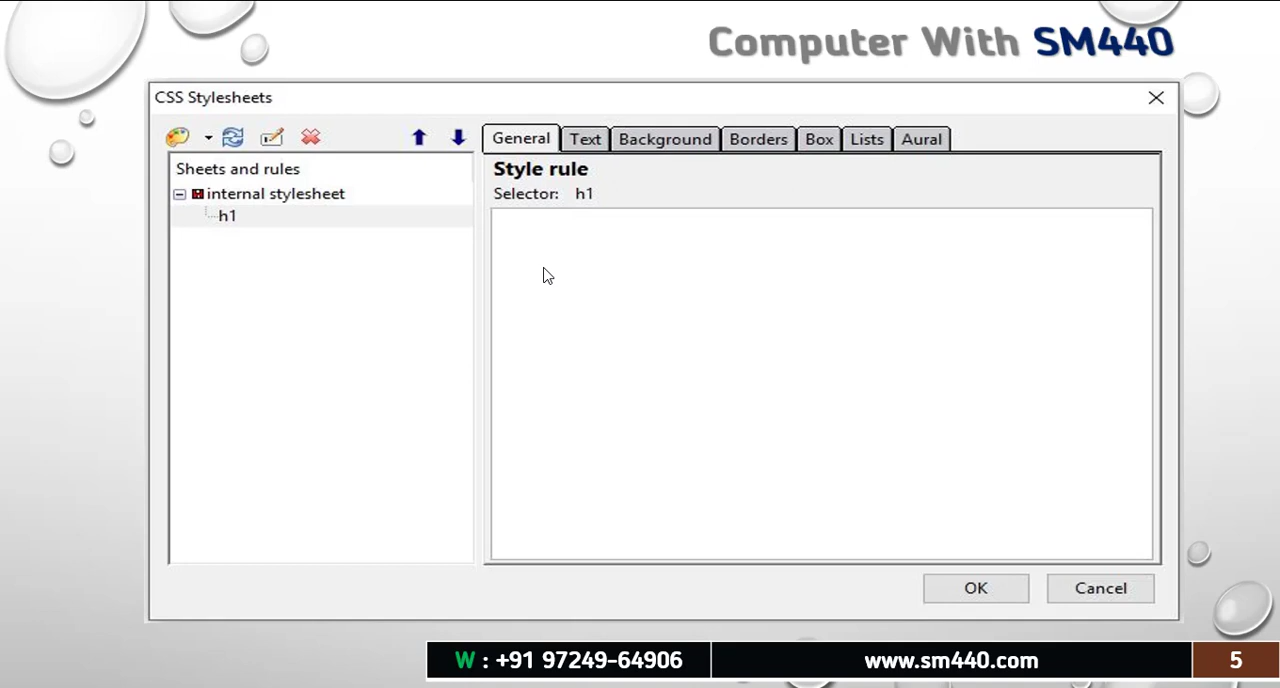 Computer With SM440
CSS Stylesheets
General Text Background Borders Box Lists Aural
Sheets and rules
internal stylesheet
h1
Style rule
Selector: h1
OK Cancel
W : +91 97249-64906 www.sm440.com 5